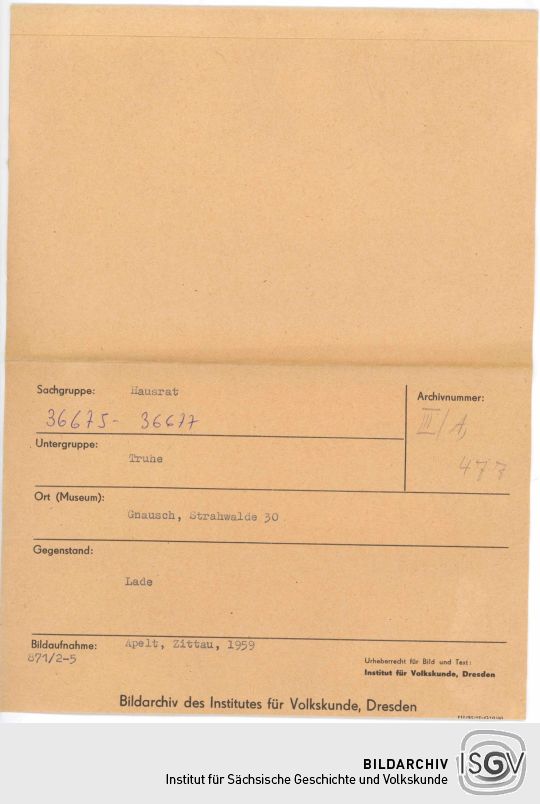 Sachgruppe: Hausrat
Archivnummer:
36675- 36677
III/A,
477
Untergruppe:
Truhe
Ort (Museum):
Gnausch, Strahwalde 30
Gegenstand:
Lade
Bildaufnahme: Apelt, Zittau, 1959
871/2-5
Urheberrecht für Bild und Text:
Institut für Volkskunde, Dresden
Bildarchiv des Institutes für Volkskunde, Dresden
BILDARCHIV
Institut für Sächsische Geschichte und Volkskunde
ISGV